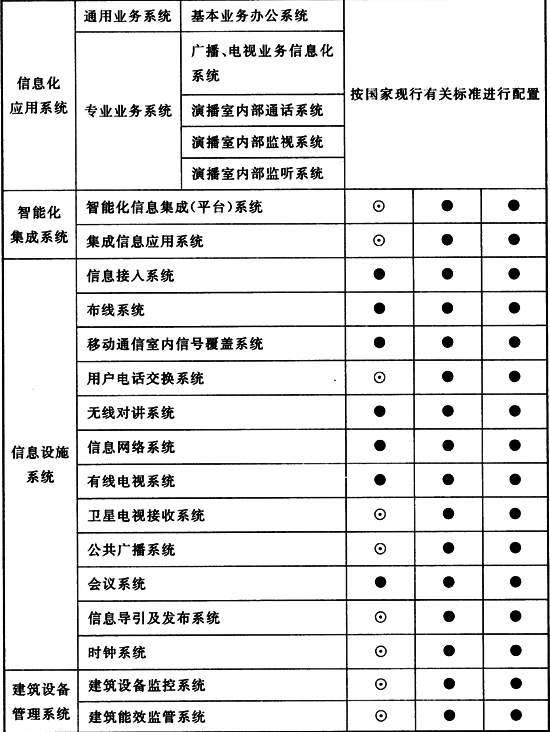 信息化
应用系统
通用业务系统
基本业务办公系统
专业业务系统
广播、电视业务信息化
系统
演播室内部通话系统
演播室内部监视系统
演播室内部监听系统
按国家现行有关标准进行配置
智能化
集成系统
智能化信息集成(平台)系统 ⊙ ● ●
集成信息应用系统 ⊙ ● ●
信息设施
系统
信息接入系统 ● ● ●
布线系统 ● ● ●
移动通信室内信号覆盖系统 ● ● ●
用户电话交换系统 ⊙ ● ●
无线对讲系统 ● ● ●
信息网络系统 ● ● ●
有线电视系统 ● ● ●
卫星电视接收系统 ⊙ ● ●
公共广播系统 ⊙ ● ●
会议系统 ● ● ●
信息导引及发布系统 ⊙ ● ●
时钟系统 ⊙ ● ●
建筑设备
管理系统
建筑设备监控系统 ⊙ ● ●
建筑能效监管系统 ⊙ ● ●